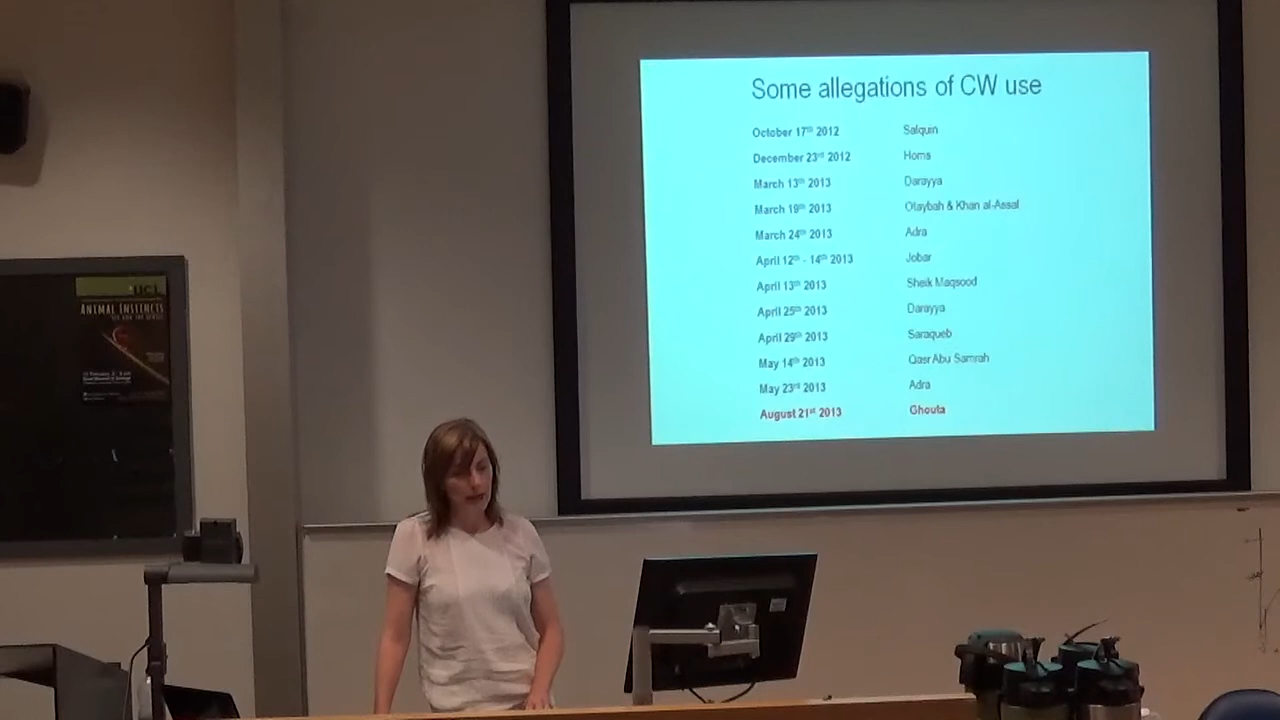 Some allegations of CW use
October 17th 2012 Salquin
December 23rd 2012 Homs
March 13th 2013 Darayya
March 19th 2013 Otaybah & Khan al-Assal
March 24th 2013 Adra
April 12th - 14th 2013 Jobar
April 13th 2013 Sheik Maqsood
April 25th 2013 Darayya
April 29th 2013 Saraqueb
May 14th 2013 Qasr Abu Samrah
May 23rd 2013 Adra
August 21st 2013 Ghouta
UCL
ANIMAL INSTINCTS